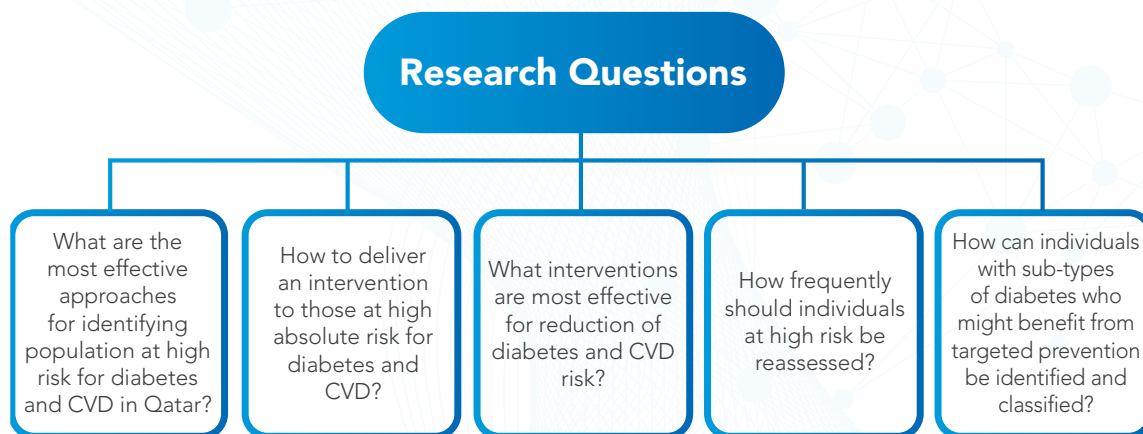 Research Questions
What are the
most effective
approaches
for identifying
population at high
risk for diabetes
and CVD in Qatar?
How to deliver
an intervention
to those at high
absolute risk for
diabetes and
CVD?
What interventions
are most effective
for reduction of
diabetes and CVD
risk?
How frequently
should individuals
at high risk be
reassessed?
How can individuals
with sub-types
of diabetes who
might benefit from
targeted prevention
be identified and
classified?